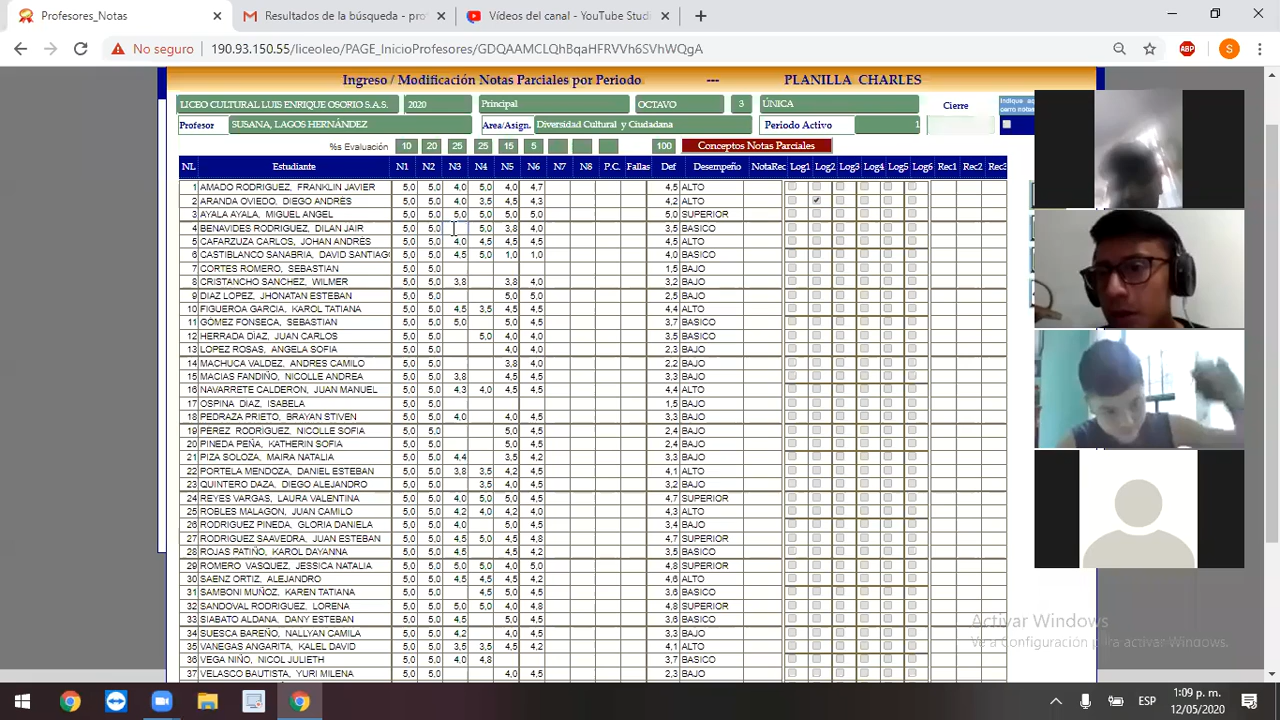 Profesores_Notas
Resultados de la búsqueda - pro
Vídeos del canal - YouTube Studi
No seguro 190.93.150.55/liceoleo/PAGE_InicioProfesores/GDQAAMCLQhBqaHFRVVh6SVhWQgA
ABP
S
Ingreso / Modificación Notas Parciales por Periodo --- PLANILLA CHARLES
LICEO CULTURAL LUIS ENRIQUE OSORIO S.A.S. 2020 Principal OCTAVO 3 ÚNICA Cierre
Profesor SUSANA, LAGOS HERNÁNDEZ Area/Asign. Diversidad Cultural y Ciudadana Periodo Activo 1
%s Evaluación 10 20 25 25 15 5 100 Conceptos Notas Parciales
NL Estudiante N1 N2 N3 N4 N5 N6 N7 N8 P.C. Fallas Def Desempeño NotaRec Log1 Log2 Log3 Log4 Log5 Log6 Rec1 Rec2 Rec3
1 AMADO RODRIGUEZ, FRANKLIN JAVIER 5,0 5,0 4,0 5,0 4,0 4,7 4,5 ALTO
2 ARANDA OVIEDO, DIEGO ANDRÈS 5,0 5,0 4,0 3,5 4,5 4,3 4,2 ALTO
3 AYALA AYALA, MIGUEL ANGEL 5,0 5,0 5,0 5,0 5,0 5,0 5,0 SUPERIOR
4 BENAVIDES RODRIGUEZ, DILAN JAIR 5,0 5,0 5,0 3,8 4,0 3,5 BASICO
5 CAFARZUZA CARLOS, JOHAN ANDRÉS 5,0 5,0 4,0 4,5 4,5 4,5 4,5 ALTO
6 CASTIBLANCO SANABRIA, DAVID SANTIAG 5,0 5,0 4,5 5,0 1,0 1,0 4,0 BASICO
7 CORTES ROMERO, SEBASTIAN 5,0 5,0 1,5 BAJO
8 CRISTANCHO SANCHEZ, WILMER 5,0 5,0 3,8 3,8 4,0 3,2 BAJO
9 DIAZ LOPEZ, JHONATAN ESTEBAN 5,0 5,0 5,0 5,0 2,5 BAJO
10 FIGUEROA GARCIA, KAROL TATIANA 5,0 5,0 4,5 3,5 4,5 4,5 4,4 ALTO
11 GÓMEZ FONSECA, SEBASTIAN 5,0 5,0 5,0 5,0 4,5 3,7 BASICO
12 HERRADA DÍAZ, JUAN CARLOS 5,0 5,0 5,0 4,0 4,0 3,5 BASICO
13 LOPEZ ROSAS, ANGELA SOFIA 5,0 5,0 4,0 4,0 2,3 BAJO
14 MACHUCA VALDEZ, ANDRES CAMILO 5,0 5,0 3,8 4,0 2,2 BAJO
15 MACIAS FANDIÑO, NICOLLE ANDREA 5,0 5,0 3,8 4,5 4,5 3,3 BAJO
16 NAVARRETE CALDERON, JUAN MANUEL 5,0 5,0 4,3 4,0 4,5 4,5 4,4 ALTO
17 OSPINA DIAZ, ISABELA 5,0 5,0 1,5 BAJO
18 PEDRAZA PRIETO, BRAYAN STIVEN 5,0 5,0 4,0 4,0 4,5 3,3 BAJO
19 PEREZ RODRÍGUEZ, NICOLLE SOFIA 5,0 5,0 5,0 4,5 2,4 BAJO
20 PINEDA PEÑA, KATHERIN SOFIA 5,0 5,0 5,0 4,5 2,4 BAJO
21 PIZA SOLOZA, MAIRA NATALIA 5,0 5,0 4,4 3,5 4,2 3,3 BAJO
22 PORTELA MENDOZA, DANIEL ESTEBAN 5,0 5,0 3,8 3,5 4,2 4,5 4,1 ALTO
23 QUINTERO DAZA, DIEGO ALEJANDRO 5,0 5,0 3,5 4,0 4,5 BAJO
24 REYES VARGAS, LAURA VALENTINA 5,0 5,0 4,0 5,0 5,0 4,5 4,7 SUPERIOR
25 ROBLES MALAGON, JUAN CAMILO 5,0 5,0 4,2 4,0 4,2 4,0 4,3 ALTO
26 RODRIGUEZ PINEDA, GLORIA DANIELA 5,0 5,0 4,0 5,0 4,5 3,4 BAJO
27 RODRIGUEZ SAAVEDRA, JUAN ESTEBAN 5,0 5,0 4,5 5,0 4,5 4,8 4,7 SUPERIOR
28 ROJAS PATIÑO, KAROL DAYANNA 5,0 5,0 4,5 4,5 4,2 3,5 BASICO
29 ROMERO VASQUEZ, JESSICA NATALIA 5,0 5,0 5,0 5,0 4,0 5,0 4,8 SUPERIOR
30 SAENZ ORTIZ, ALEJANDRO 5,0 5,0 4,5 4,5 4,5 4,2 4,6 ALTO
31 SAMBONI MUÑOZ, KAREN TATIANA 5,0 5,0 4,5 5,0 4,5 3,6 BASICO
32 SANDOVAL RODRIGUEZ, LORENA 5,0 5,0 5,0 5,0 4,0 4,8 4,8 SUPERIOR
33 SIABATO ALDANA, DANY ESTEBAN 5,0 5,0 4,5 5,0 4,5 3,6 BASICO
34 SUESCA BAREÑO, NALLYAN CAMILA 5,0 5,0 4,2 4,0 4,5 3,3 BAJO
35 VANEGAS ANGARITA, KALEL DAVID 5,0 5,0 3,5 3,5 4,5 4,2 4,1 ALTO
36 VEGA NIÑO, NICOL JULIETH 5,0 5,0 4,0 4,8 3,7 BASICO
37 VELASCO BAUTISTA, YURI MILENA 5,0 5,0 4,0 4,5 2,3 BAJO
Activar Windows
Ve a Configuración para activar Windows.
ESP
1:09 p. m.
12/05/2020